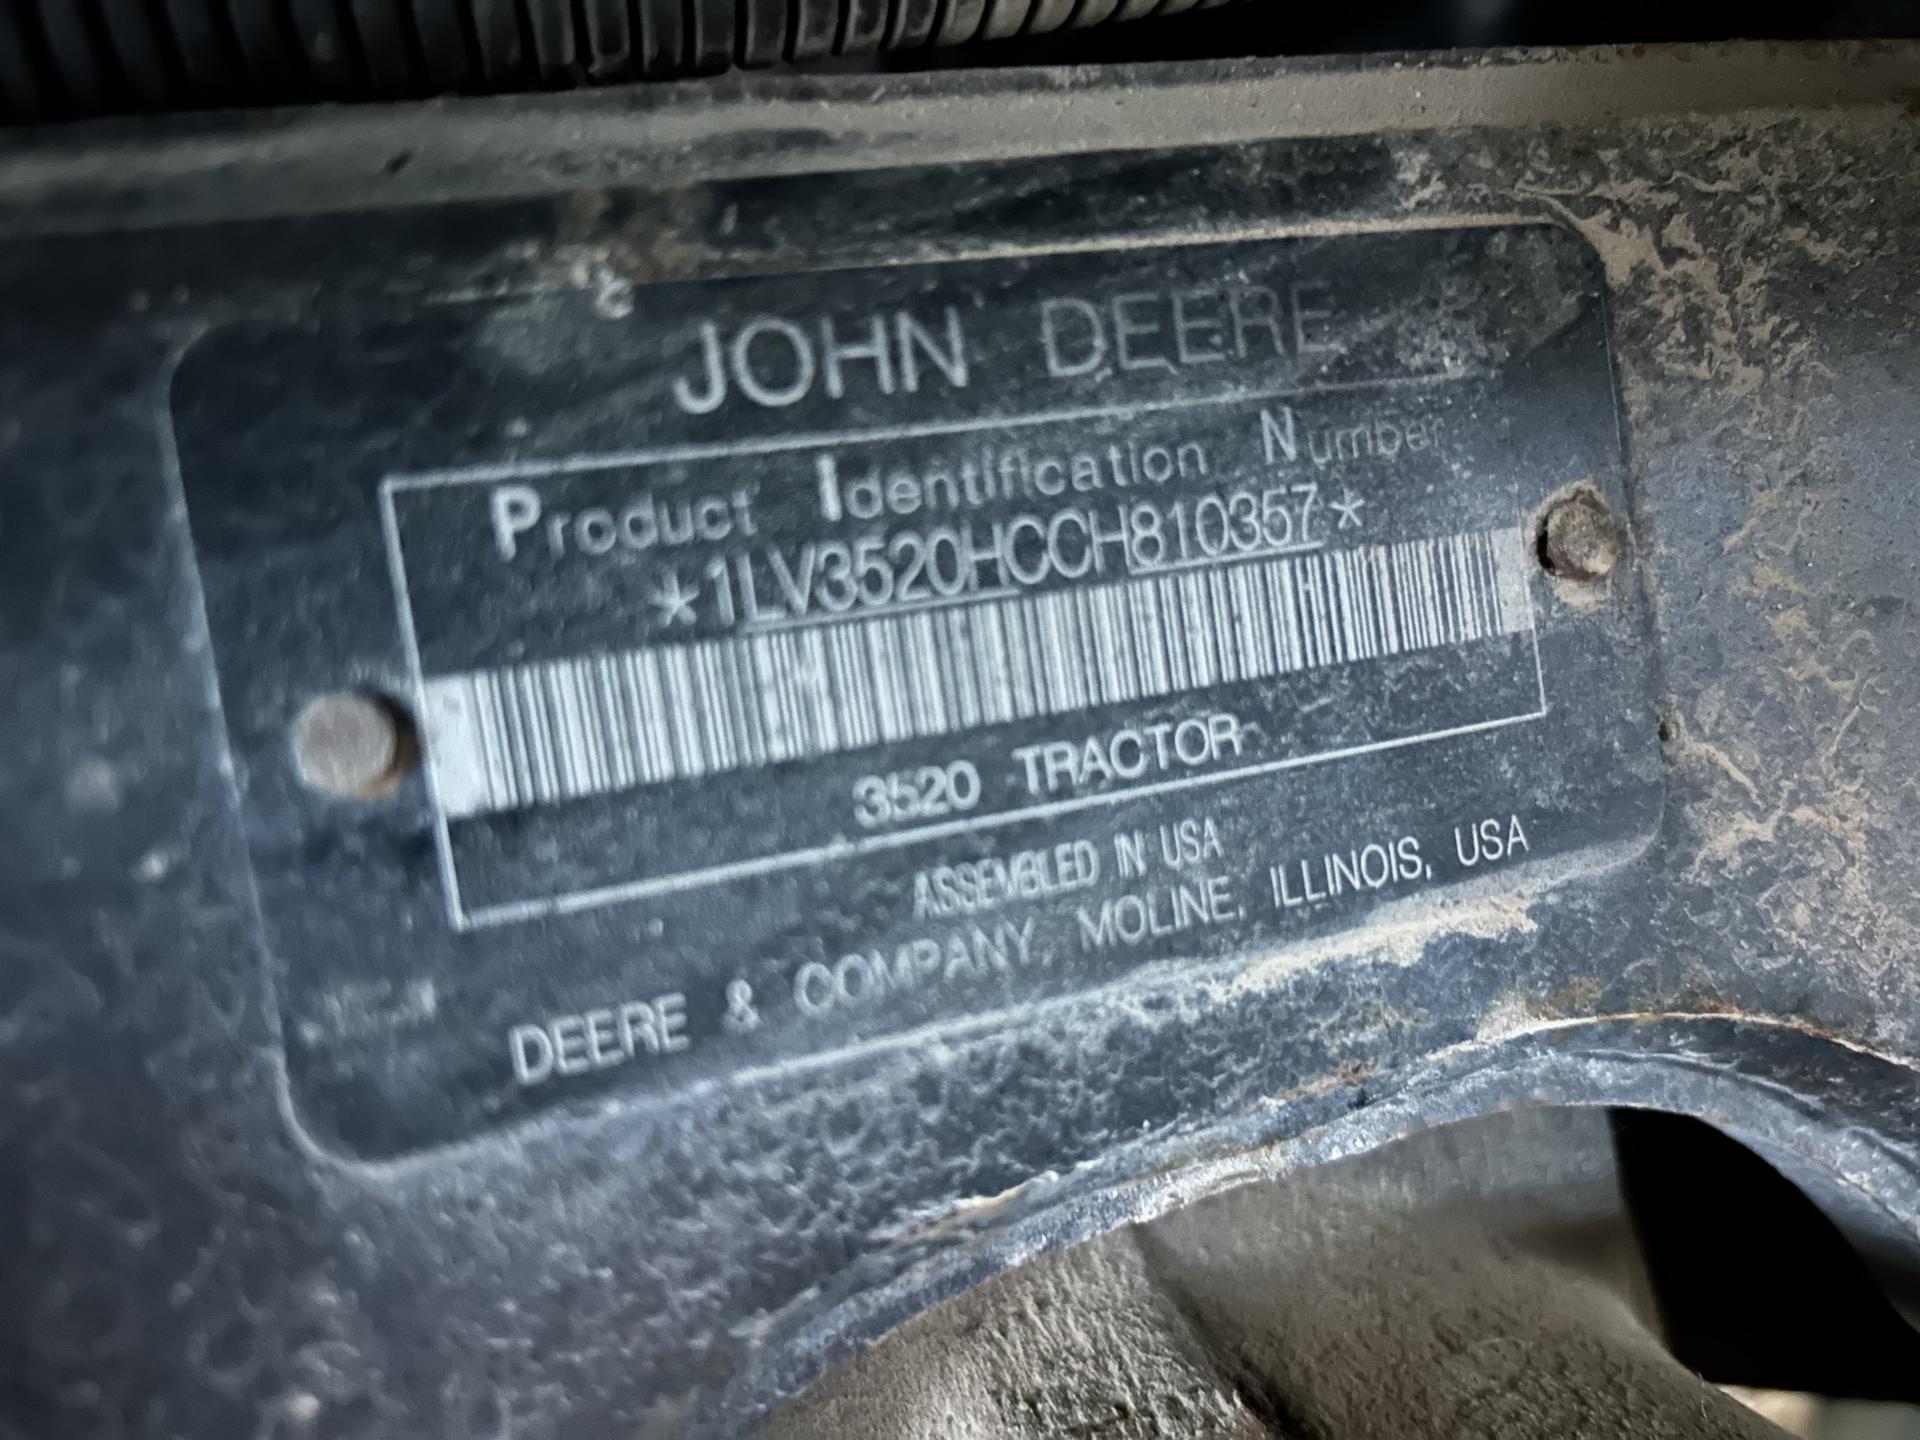 JOHN DEERE
Product Identification Number
*1LV3520HCCH810357*
3520 TRACTOR
ASSEMBLED IN USA
DEERE & COMPANY, MOLINE, ILLINOIS, USA